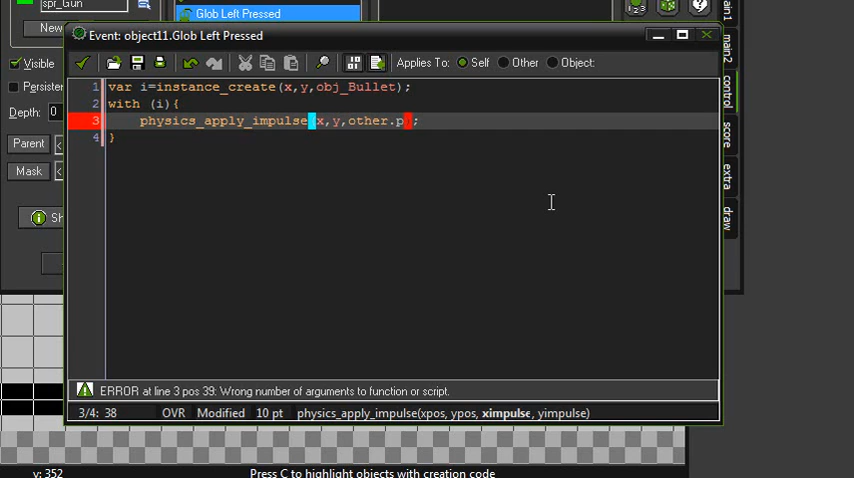 spr_Gun
Glob Left Pressed
New
Event: object11.Glob Left Pressed
Visible
Applies To: Self Other Object:
Persister
1 var i=instance_create(x,y,obj_Bullet);
2 with (i){
Depth: 0
3 physics_apply_impulse(x,y,other.p);
4 }
Parent
Mask
Sh
main1
main2
control
score
extra
draw
ERROR at line 3 pos 39: Wrong number of arguments to function or script.
3/4: 38 OVR Modified 10 pt physics_apply_impulse(xpos, ypos, ximpulse, yimpulse)
y: 352 Press C to highlight objects with creation code